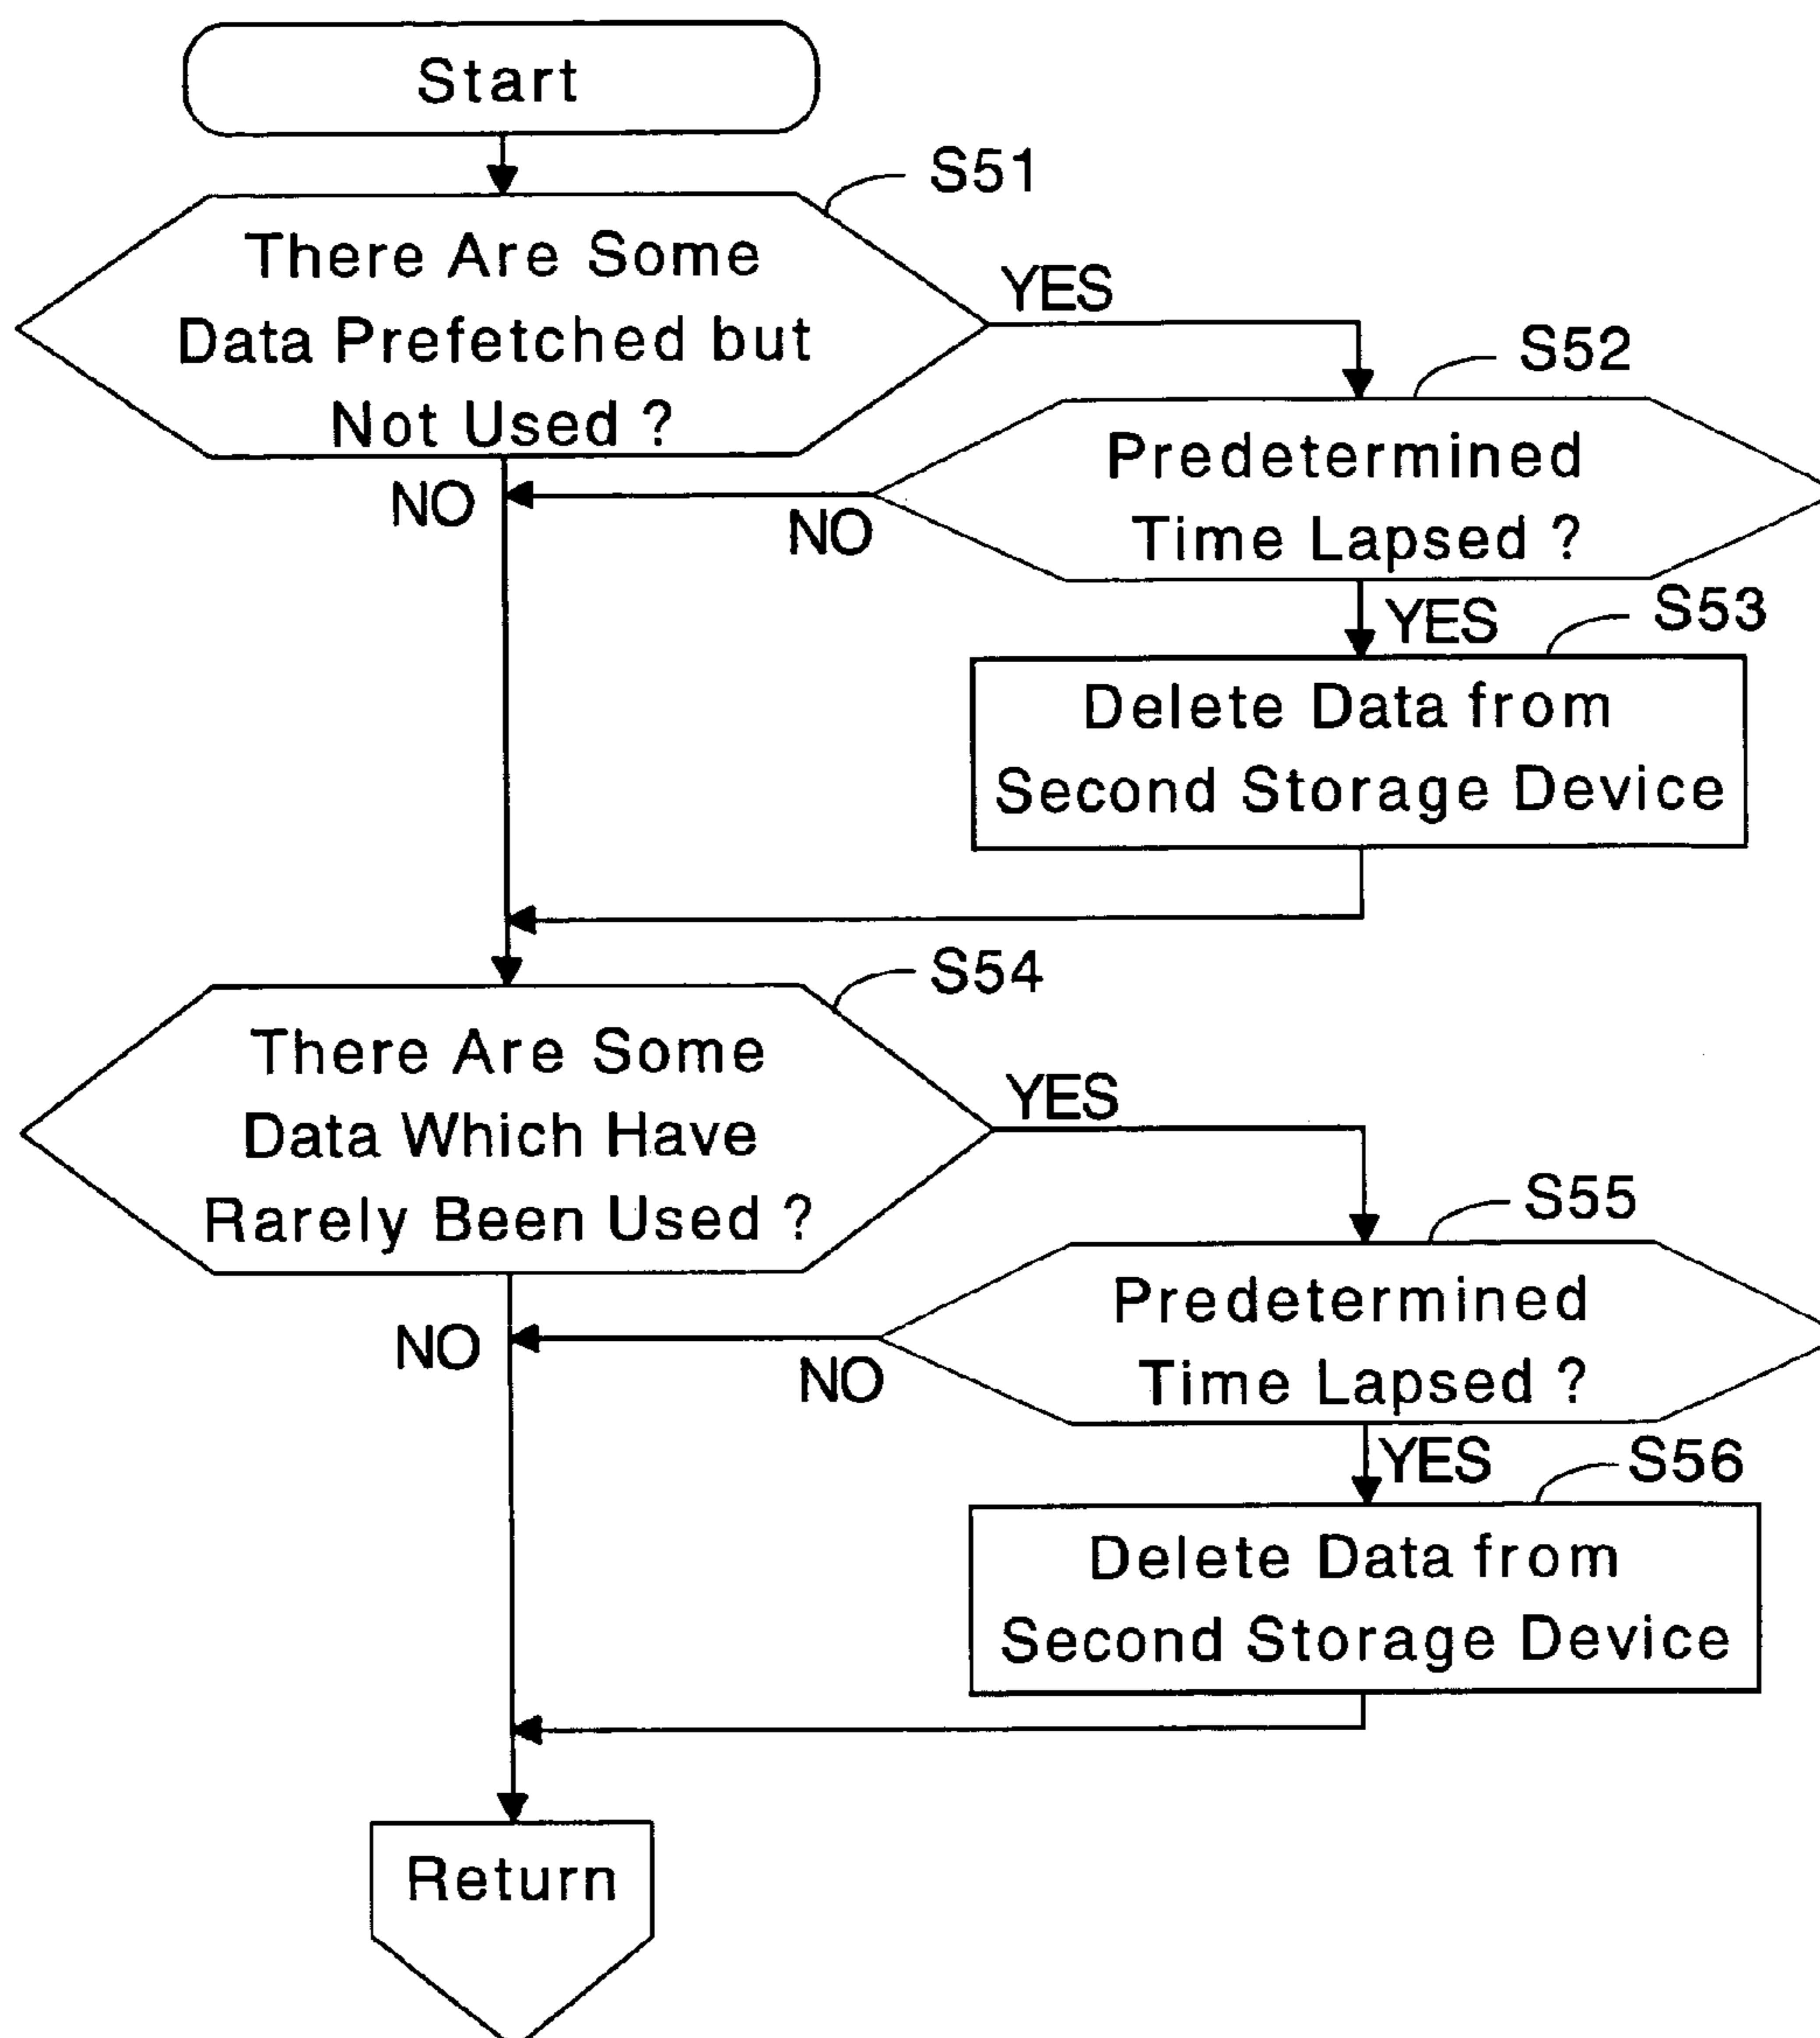 Start
S51
There Are Some
Data Prefetched but
Not Used ?
YES
S52
Predetermined
Time Lapsed ?
NO
NO
YES
S53
Delete Data from
Second Storage Device
S54
There Are Some
Data Which Have
Rarely Been Used ?
YES
S55
Predetermined
Time Lapsed ?
NO
NO
YES
S56
Delete Data from
Second Storage Device
Return